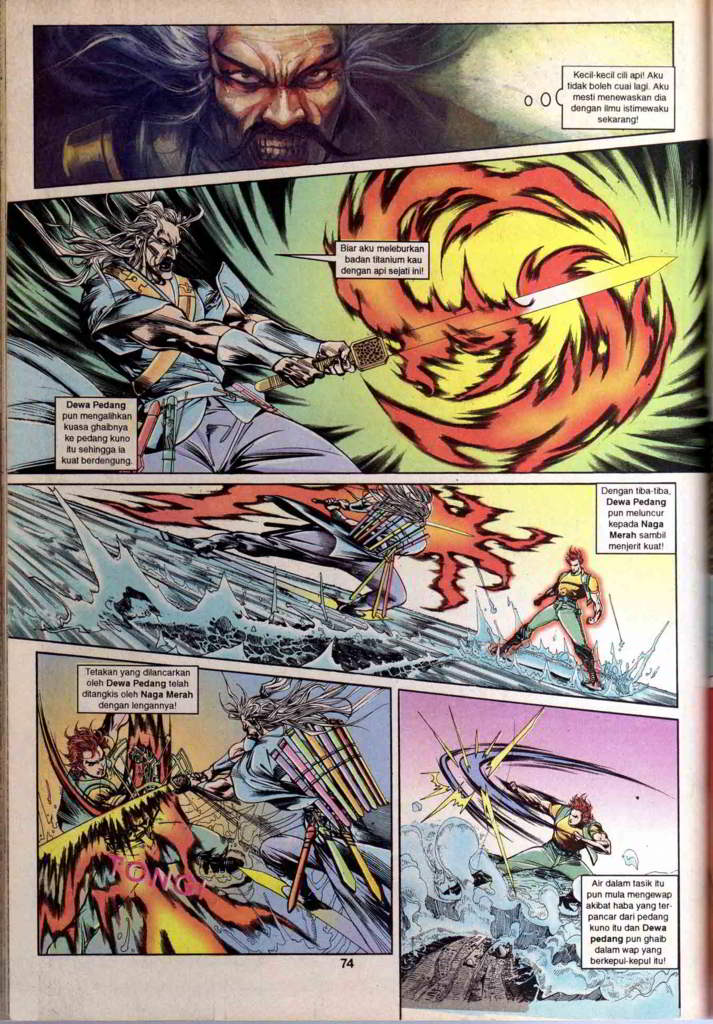 Kecil-kecil cili api! Aku
tidak boleh cuai lagi. Aku
mesti menewaskan dia
dengan Ilmu istimewaku
sekarang!
Biar aku meleburkan
badan titanium kau
dengan api sejati ini!
Dewa Pedang
pun mengalihkan
kuasa ghaibnya
ke pedang kuno
itu sehingga ia
kuat berdengung.
Dengan tiba-tiba,
Dewa Pedang
pun meluncur
kepada Naga
Merah sambil
menjerit kuat!
Tetakan yang dilancarkan
oleh Dewa Pedang telah
ditangkis oleh Naga Merah
dengan lengannya!
TONG!
Air dalam tasik itu
pun mula mengewap
akibat haba yang ter-
pancar dari pedang
kuno itu dan Dewa
pedang pun ghaib
dalam wap yang
berkepul-kepul itu!
74